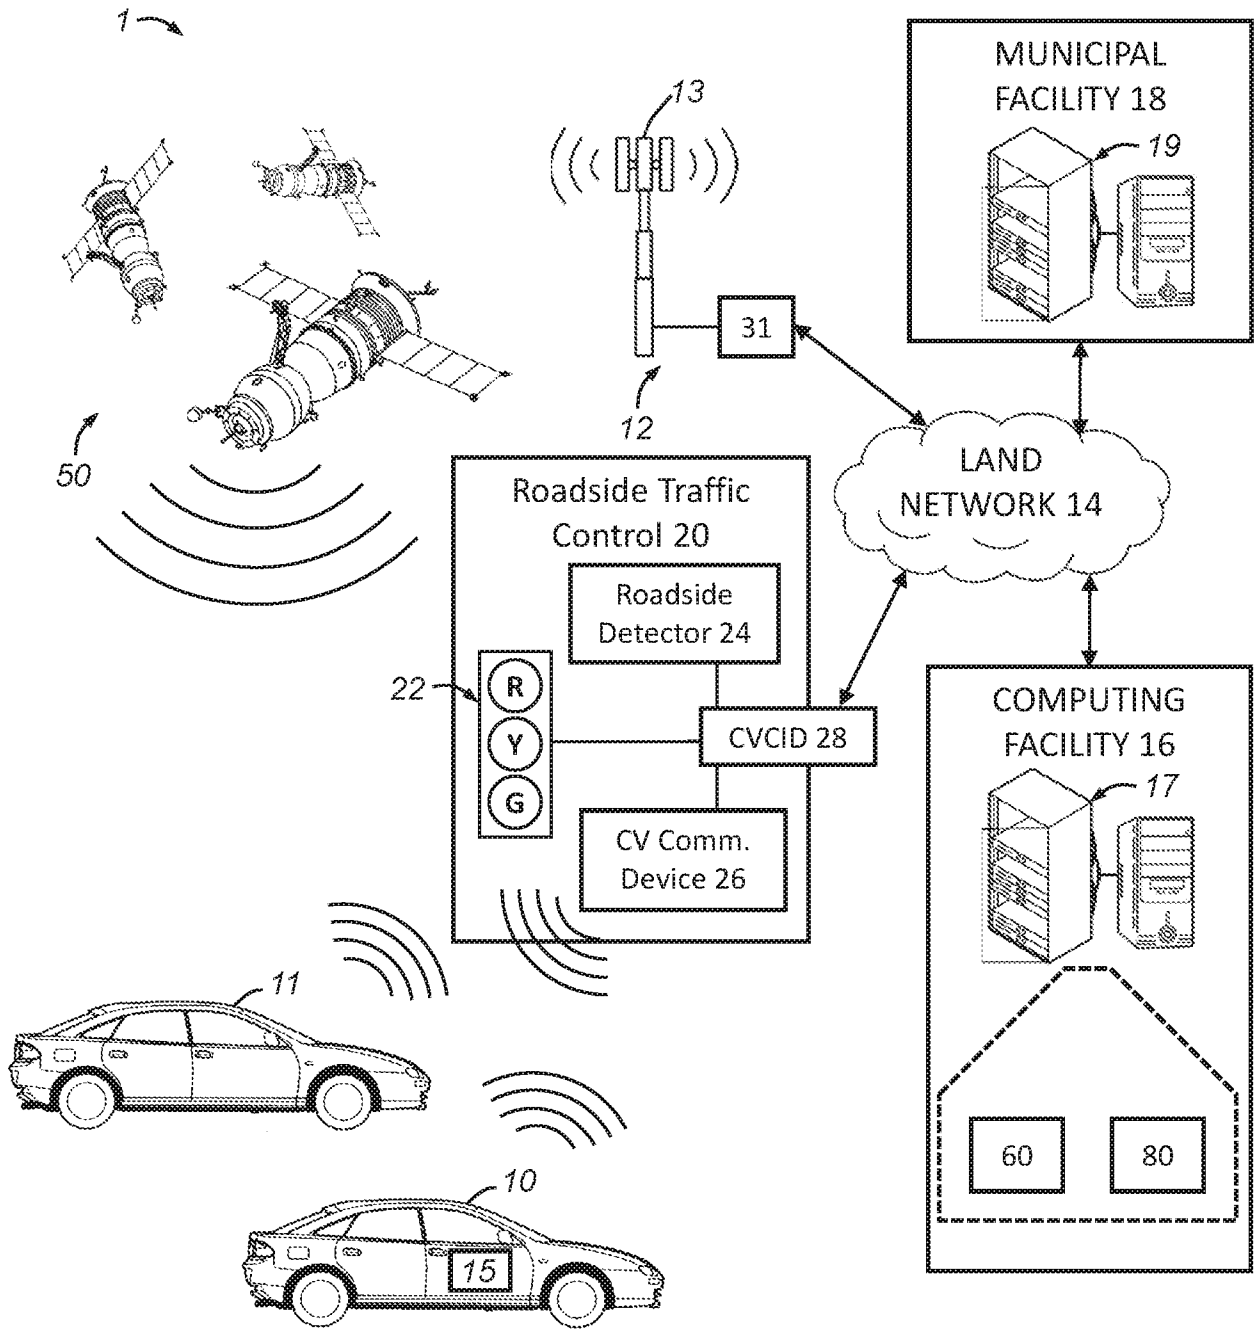 1
13
MUNICIPAL
FACILITY 18
19
31
12
50
LAND
NETWORK 14
Roadside Traffic
Control 20
Roadside
Detector 24
22
R
Y
G
CVCID 28
CV Comm.
Device 26
COMPUTING
FACILITY 16
17
60
80
11
10
15